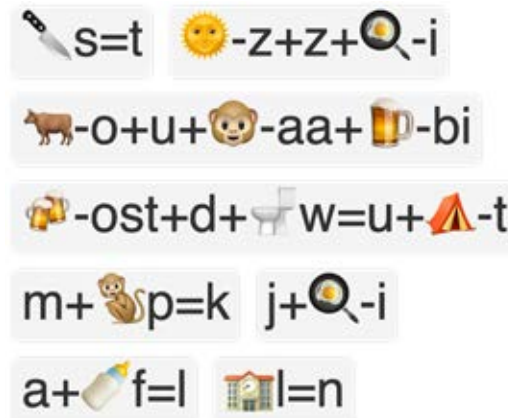 🔪s=t 🌞-z+z+🍳-i
🐂-o+u+🐵-aa+🍺-bi
🍻-ost+d+🚽w=u+⛺-t
m+🐒p=k j+🍳-i
a+🍼f=l 🏫l=n